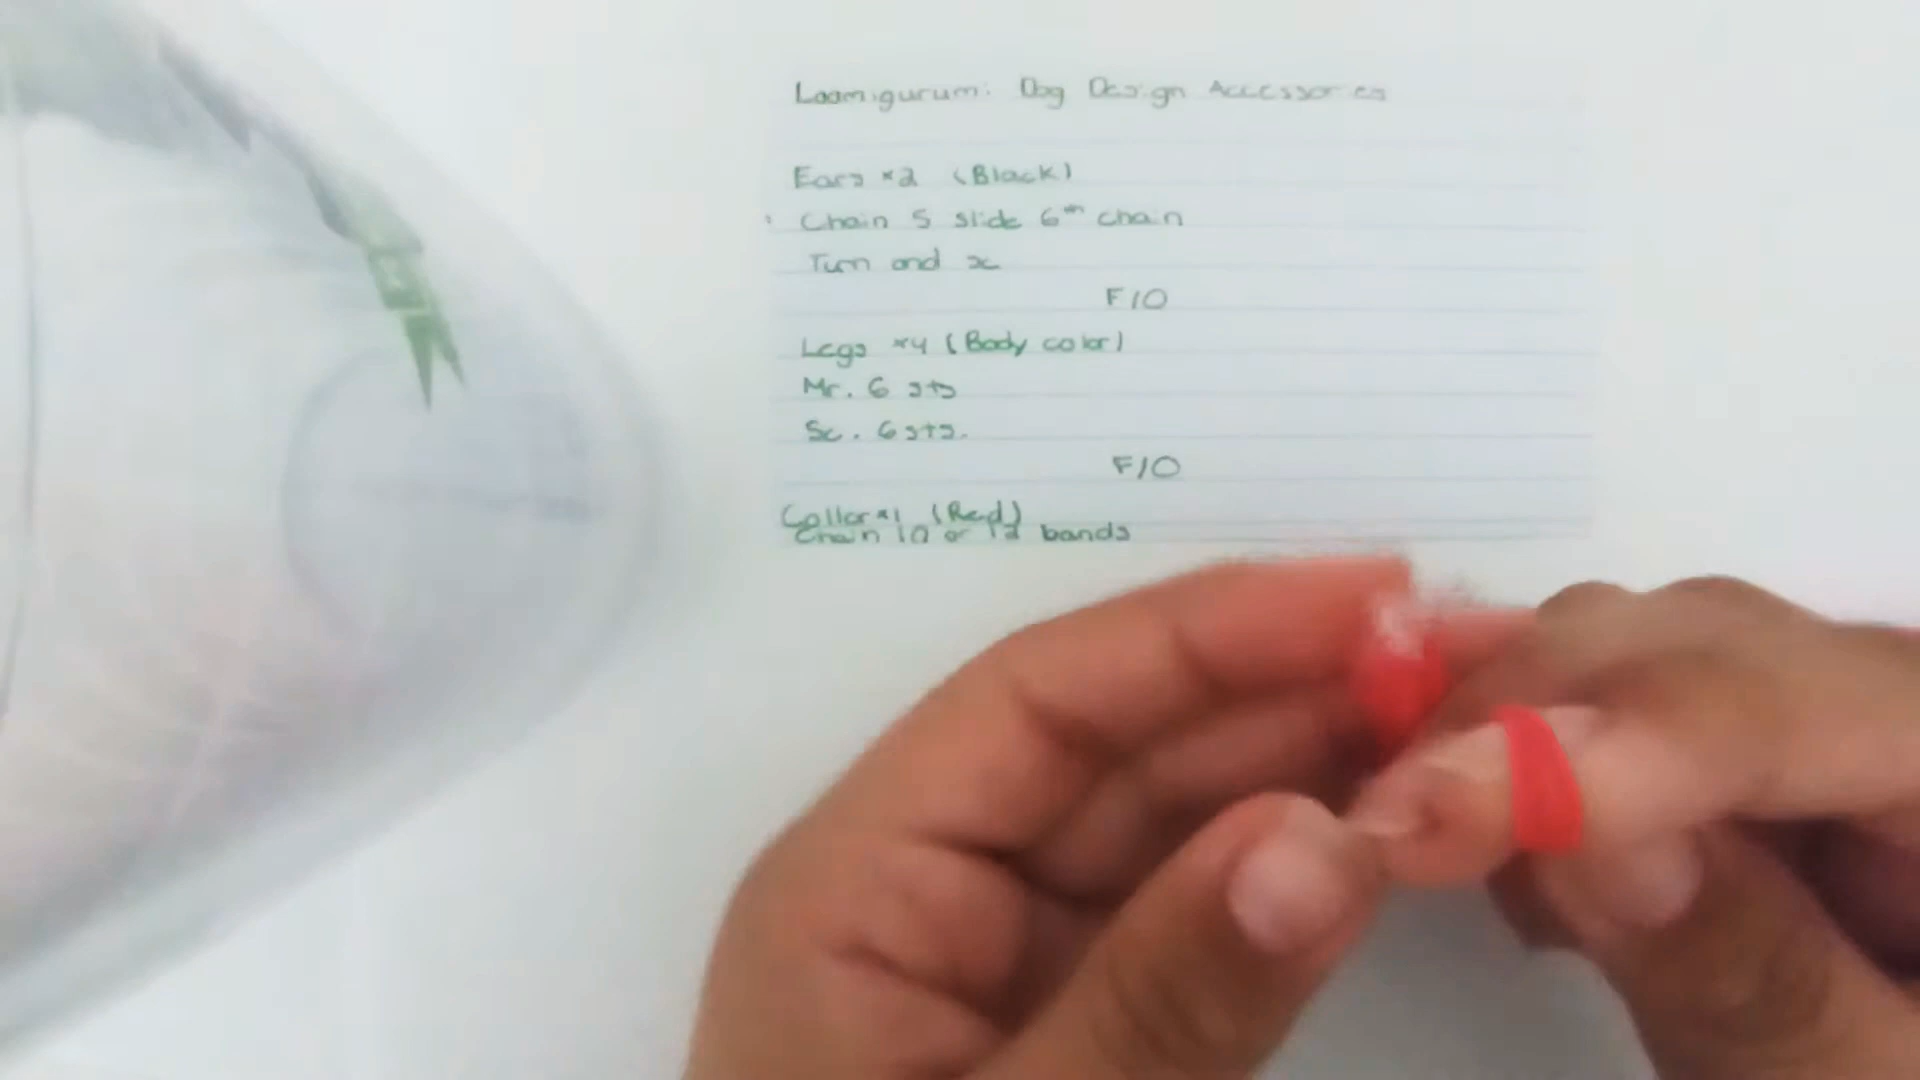 Loomigurumi: Dog Design Accessories
Ears x2 (Black)
Chain 5 slide 6th chain
Turn and sc
F/O
Legs x4 (Body color)
Mr. 6 sts
Sc. 6 sts.
F/O
Collar x1 (Red)
Chain 10 or 12 bands